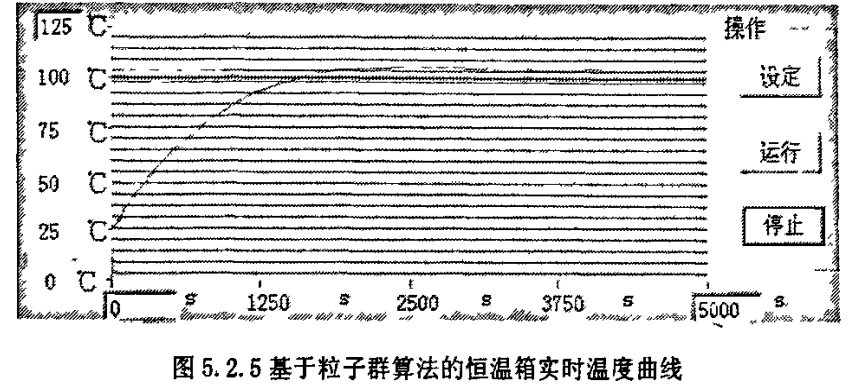 125 ℃
操作
100 ℃
设定
75 ℃
运行
50 ℃
25 ℃
停止
0 ℃
0 s 1250 s 2500 s 3750 s 5000 s
图 5.2.5 基于粒子群算法的恒温箱实时温度曲线